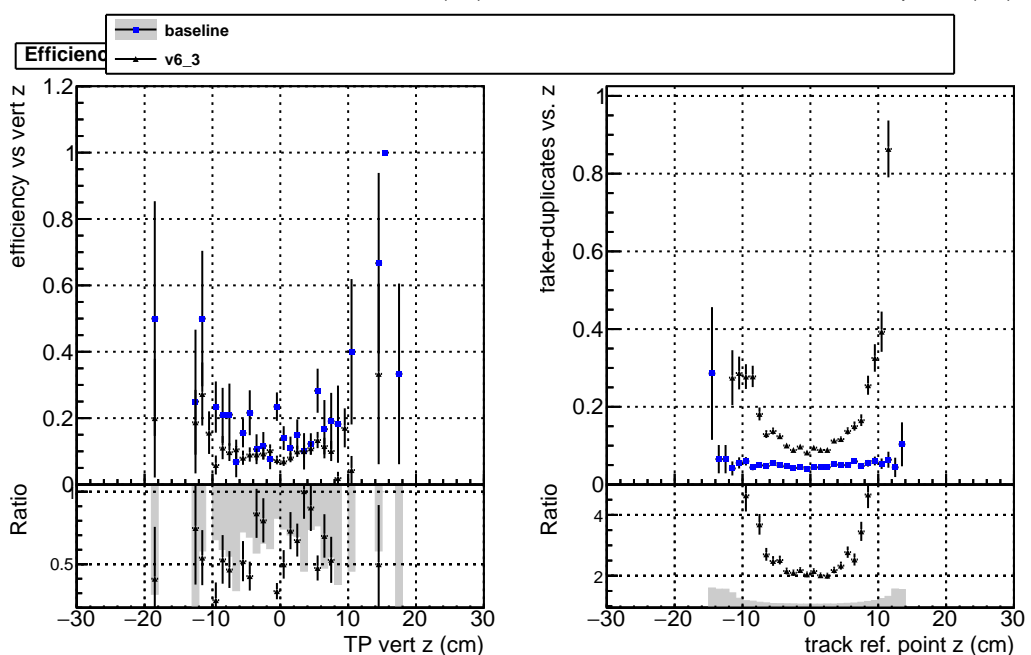 baseline
v6_3
Efficienc
efficiency vs vert z
1.2
1
0.8
0.6
0.4
0.2
0
Ratio
0.5
−30 −20 −10 0 10 20 30
TP vert z (cm)
fake+duplicates vs. z
1
0.8
0.6
0.4
0.2
0
Ratio
4
2
−30 −20 −10 0 10 20 30
track ref. point z (cm)